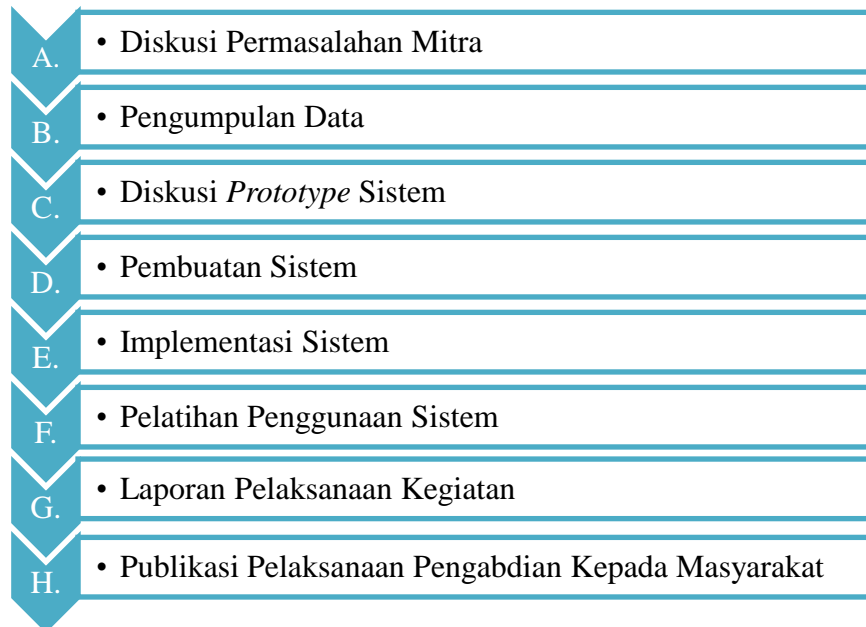 A. • Diskusi Permasalahan Mitra
B. • Pengumpulan Data
C. • Diskusi Prototype Sistem
D. • Pembuatan Sistem
E. • Implementasi Sistem
F. • Pelatihan Penggunaan Sistem
G. • Laporan Pelaksanaan Kegiatan
H. • Publikasi Pelaksanaan Pengabdian Kepada Masyarakat